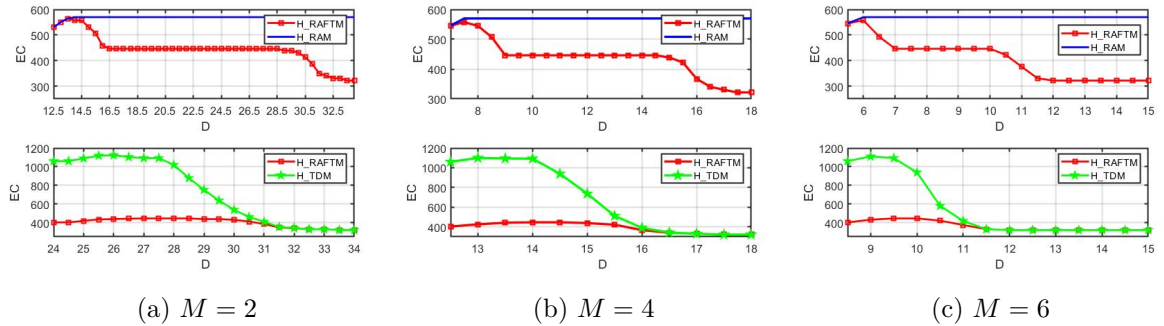 600
500
400
300
EC
H_RAFTM
H_RAM
12.5 14.5 16.5 18.5 20.5 22.5 24.5 26.5 28.5 30.5 32.5
D
600
500
400
300
EC
H_RAFTM
H_RAM
8 10 12 14 16 18
D
600
500
400
300
EC
H_RAFTM
H_RAM
6 7 8 9 10 11 12 13 14 15
D
1200
1000
800
600
400
EC
H_RAFTM
H_TDM
24 25 26 27 28 29 30 31 32 33 34
D
1200
1000
800
600
400
EC
H_RAFTM
H_TDM
13 14 15 16 17 18
D
1200
1000
800
600
400
EC
H_RAFTM
H_TDM
9 10 11 12 13 14 15
D
(a) M = 2
(b) M = 4
(c) M = 6